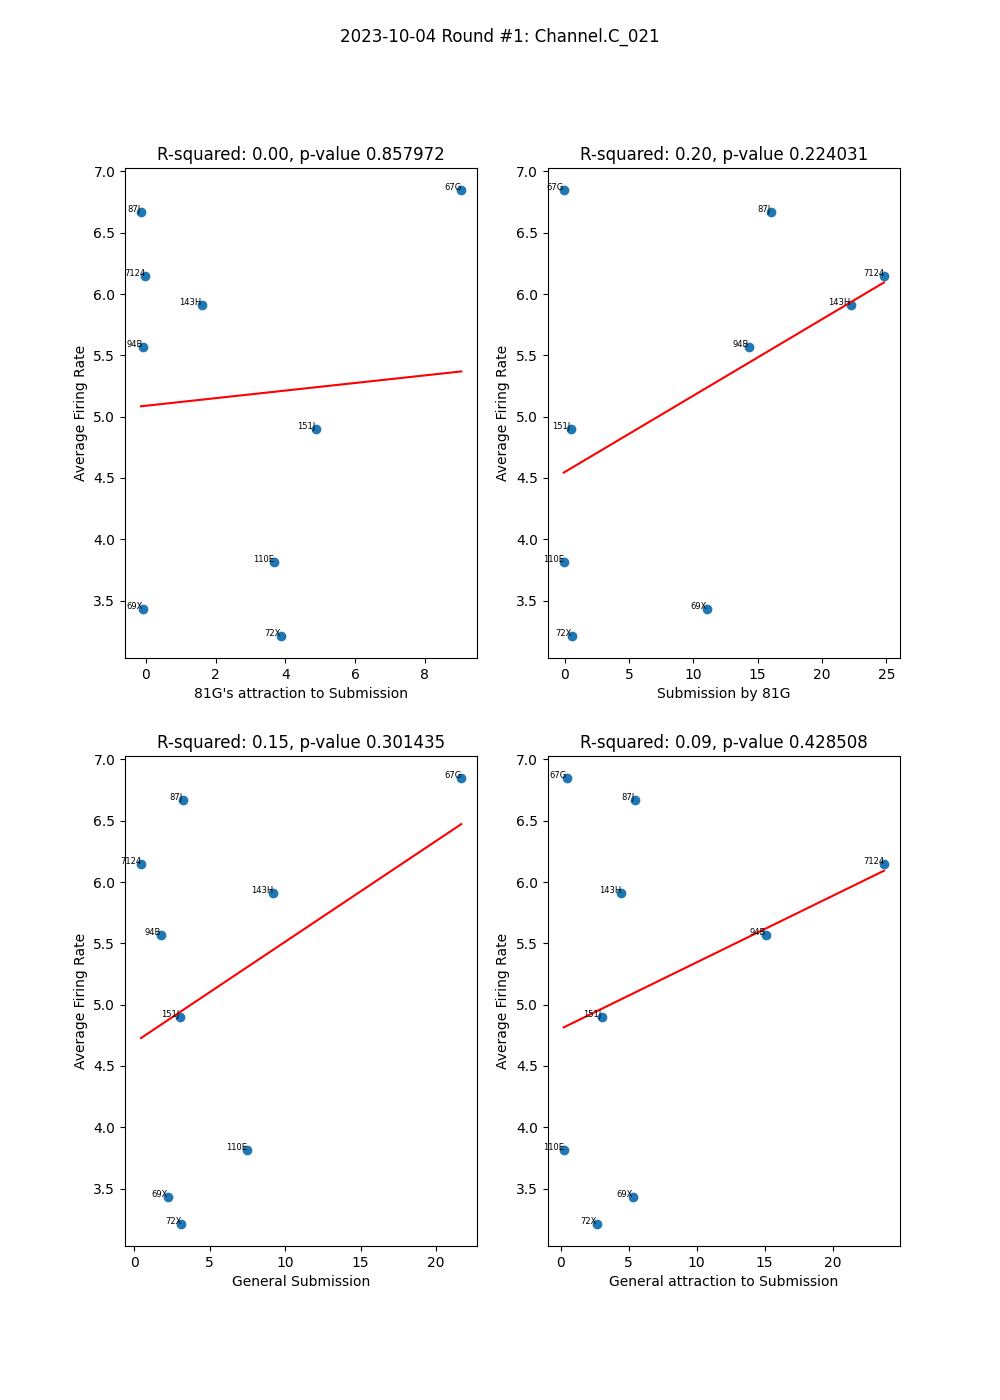 2023-10-04 Round #1: Channel.C_021
R-squared: 0.00, p-value 0.857972
7.0
6.5
6.0
5.5
5.0
4.5
4.0
3.5
Average Firing Rate
67G
87J
7124
143H
94B
151J
110E
69X
72X
0 2 4 6 8
81G's attraction to Submission
R-squared: 0.20, p-value 0.224031
7.0
6.5
6.0
5.5
5.0
4.5
4.0
3.5
Average Firing Rate
67G
87J
7124
143H
94B
151J
110E
69X
72X
0 5 10 15 20 25
Submission by 81G
R-squared: 0.15, p-value 0.301435
7.0
6.5
6.0
5.5
5.0
4.5
4.0
3.5
Average Firing Rate
67G
87J
7124
143H
94B
151J
110E
69X
72X
0 5 10 15 20
General Submission
R-squared: 0.09, p-value 0.428508
7.0
6.5
6.0
5.5
5.0
4.5
4.0
3.5
Average Firing Rate
67G
87J
7124
143H
94B
151J
110E
69X
72X
0 5 10 15 20
General attraction to Submission